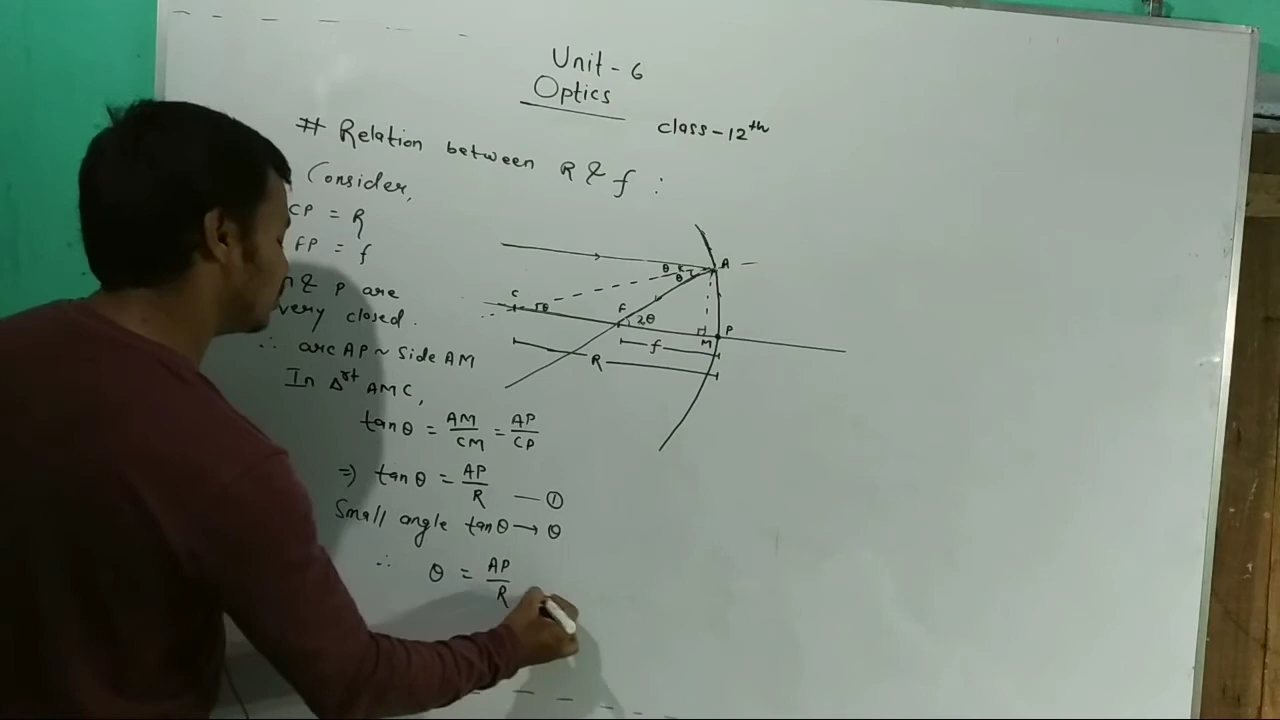 Unit - 6
Optics
class - 12th
# Relation between R & f :
Consider,
CP = R
FP = f
& P are
very closed.
∴ arc AP ~ Side AM
In Δrt AMC,
tanθ = AM/CM = AP/CP
⇒ tanθ = AP/R — ①
Small angle tanθ → θ
∴ θ = AP/R
θ
θ
A
C
θ
F
2θ
P
M
f
R